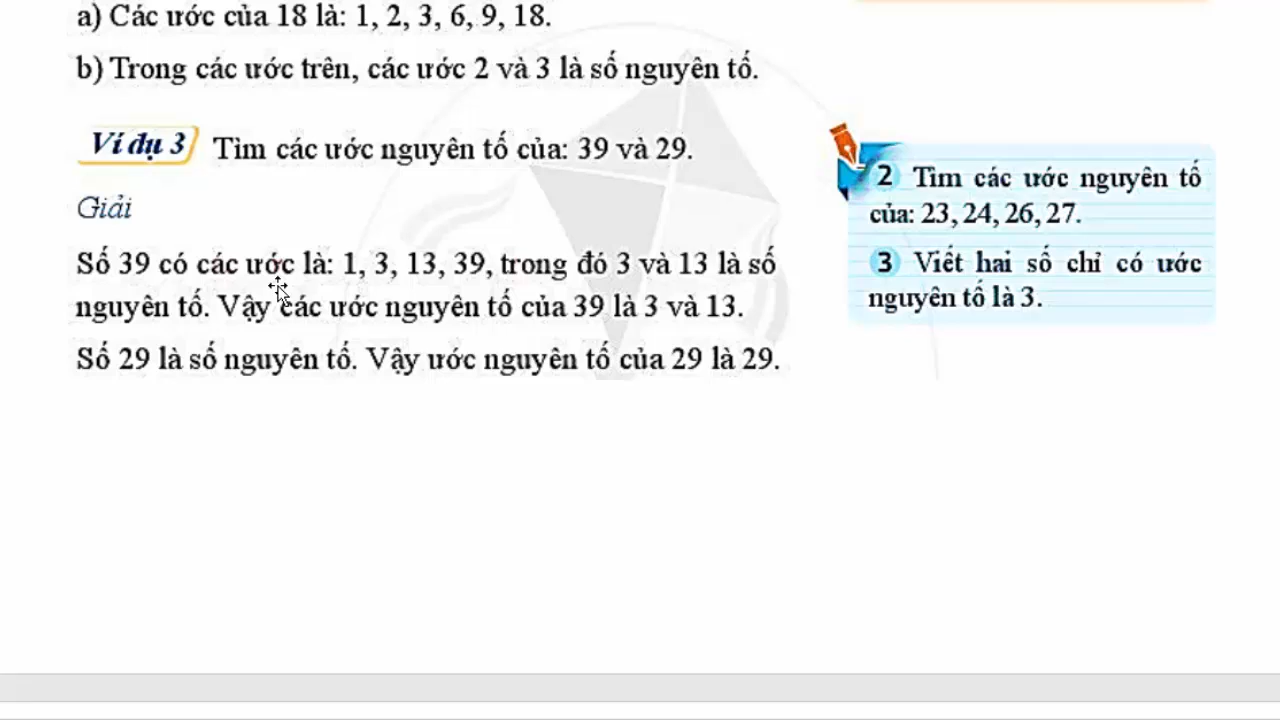 a) Các ước của 18 là: 1, 2, 3, 6, 9, 18.
b) Trong các ước trên, các ước 2 và 3 là số nguyên tố.
Ví dụ 3 Tìm các ước nguyên tố của: 39 và 29.
Giải
Số 39 có các ước là: 1, 3, 13, 39, trong đó 3 và 13 là số
nguyên tố. Vậy các ước nguyên tố của 39 là 3 và 13.
Số 29 là số nguyên tố. Vậy ước nguyên tố của 29 là 29.
2 Tìm các ước nguyên tố
của: 23, 24, 26, 27.
3 Viết hai số chỉ có ước
nguyên tố là 3.